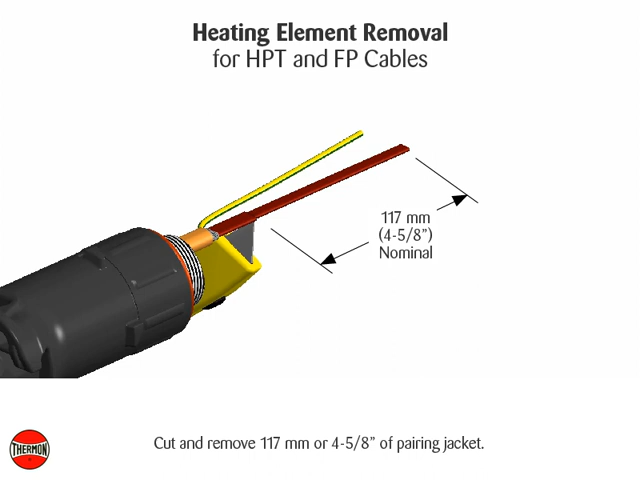 Heating Element Removal
for HPT and FP Cables
117 mm
(4-5/8")
Nominal
THERMON
Cut and remove 117 mm or 4-5/8" of pairing jacket.